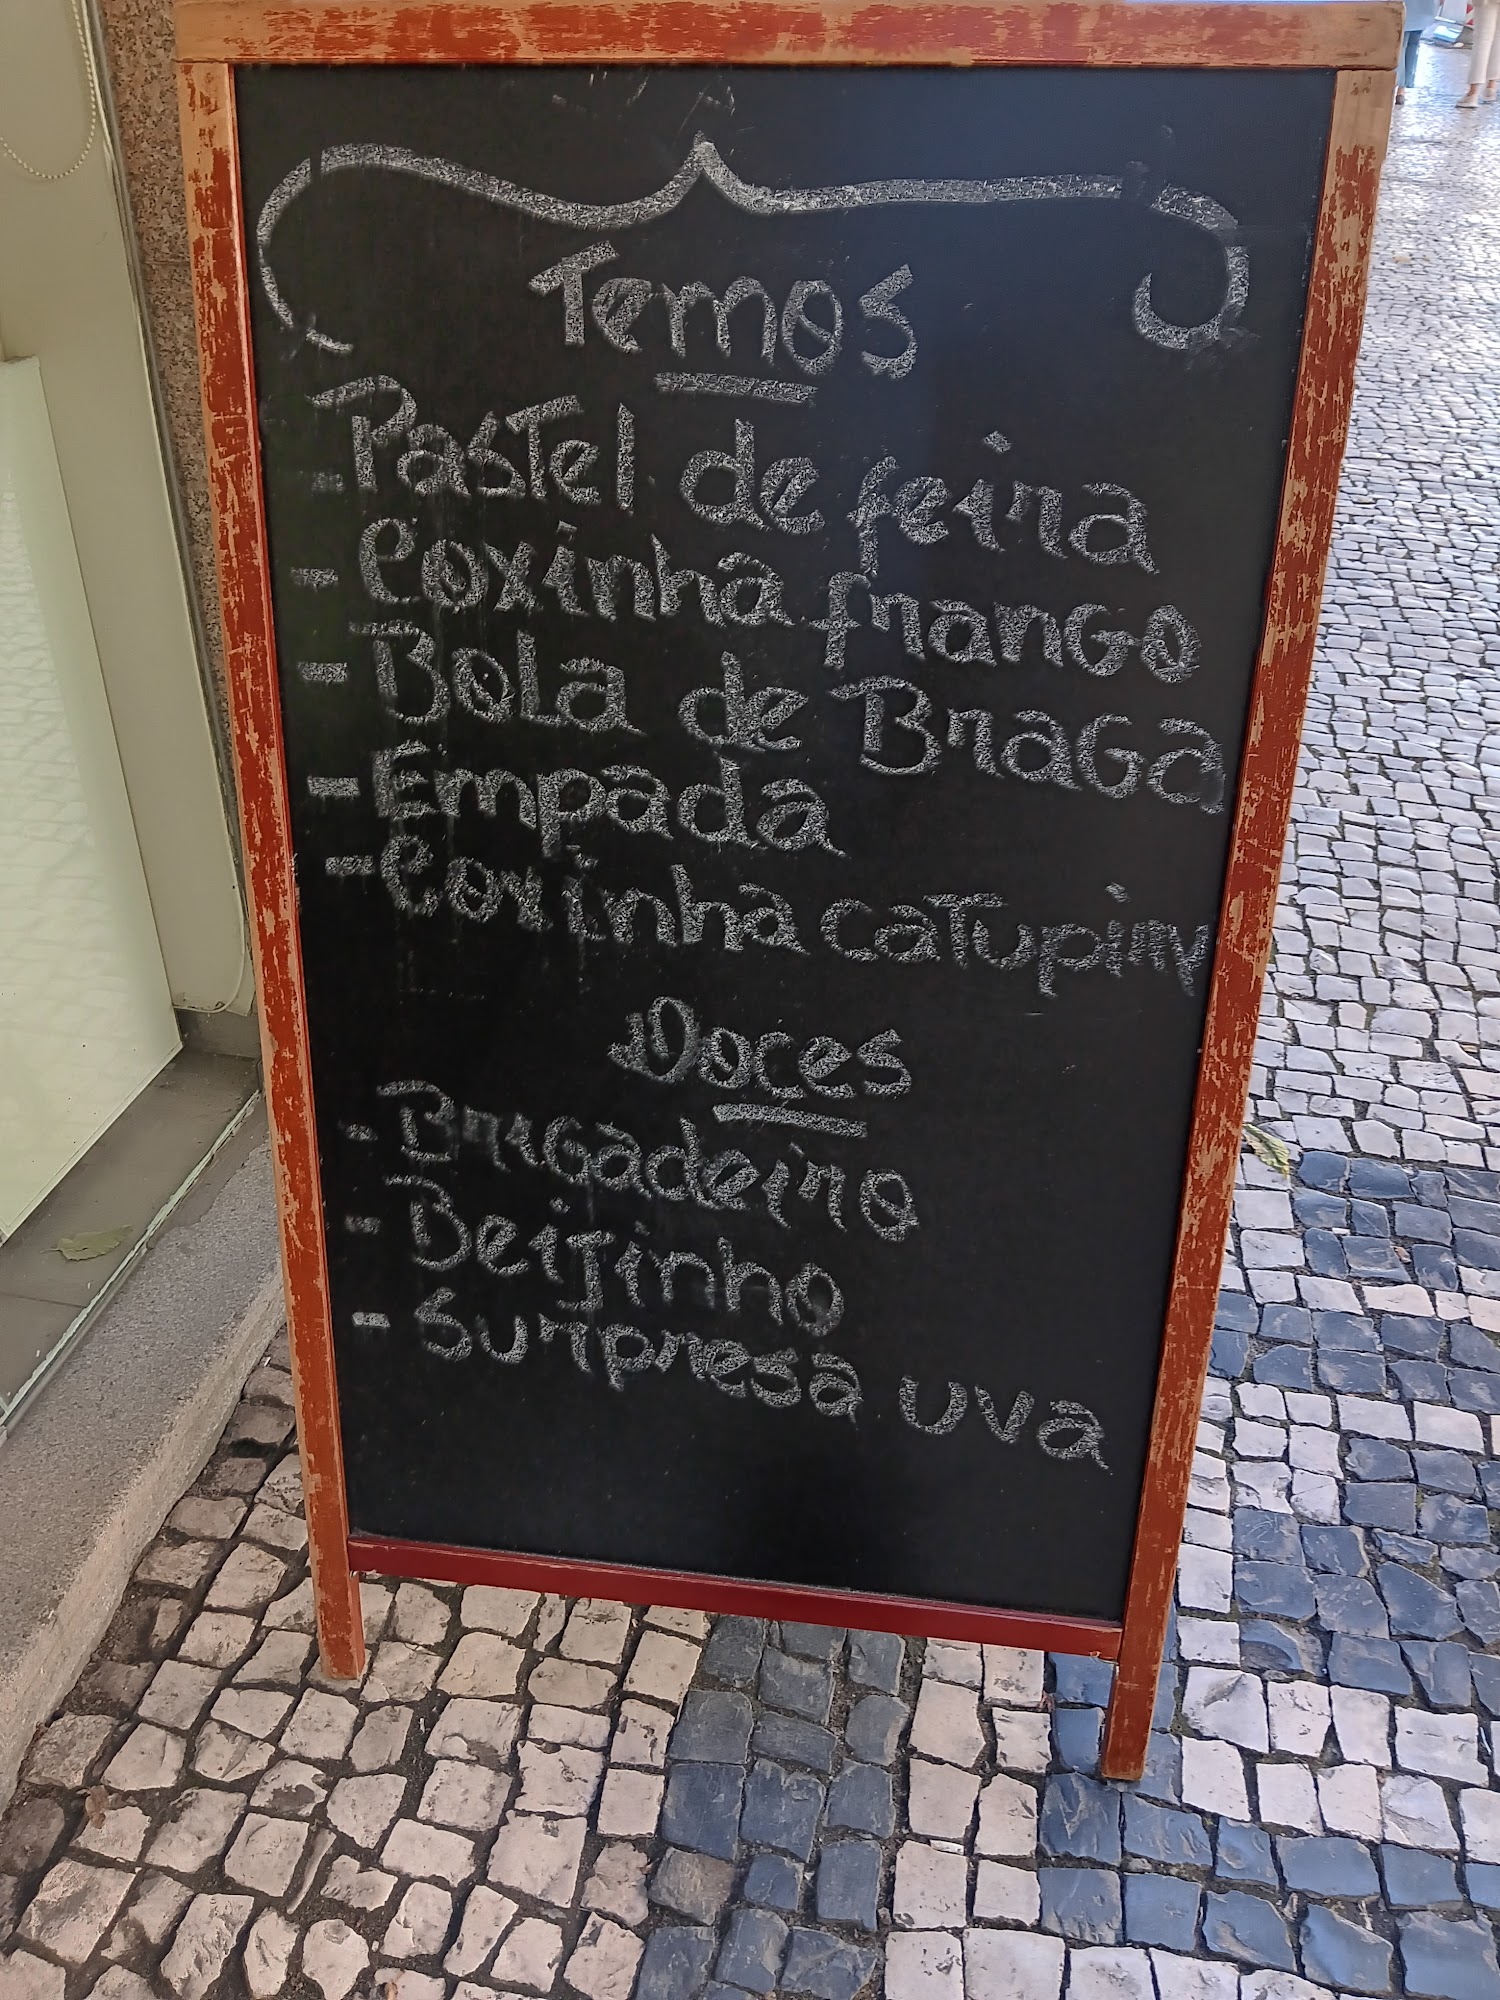 Temos
- Pastel de feira
- Coxinha frango
- Bola de Braga
- Empada
- Coxinha catupiry
Doces
- Brigadeiro
- Beijinho
- Surpresa uva